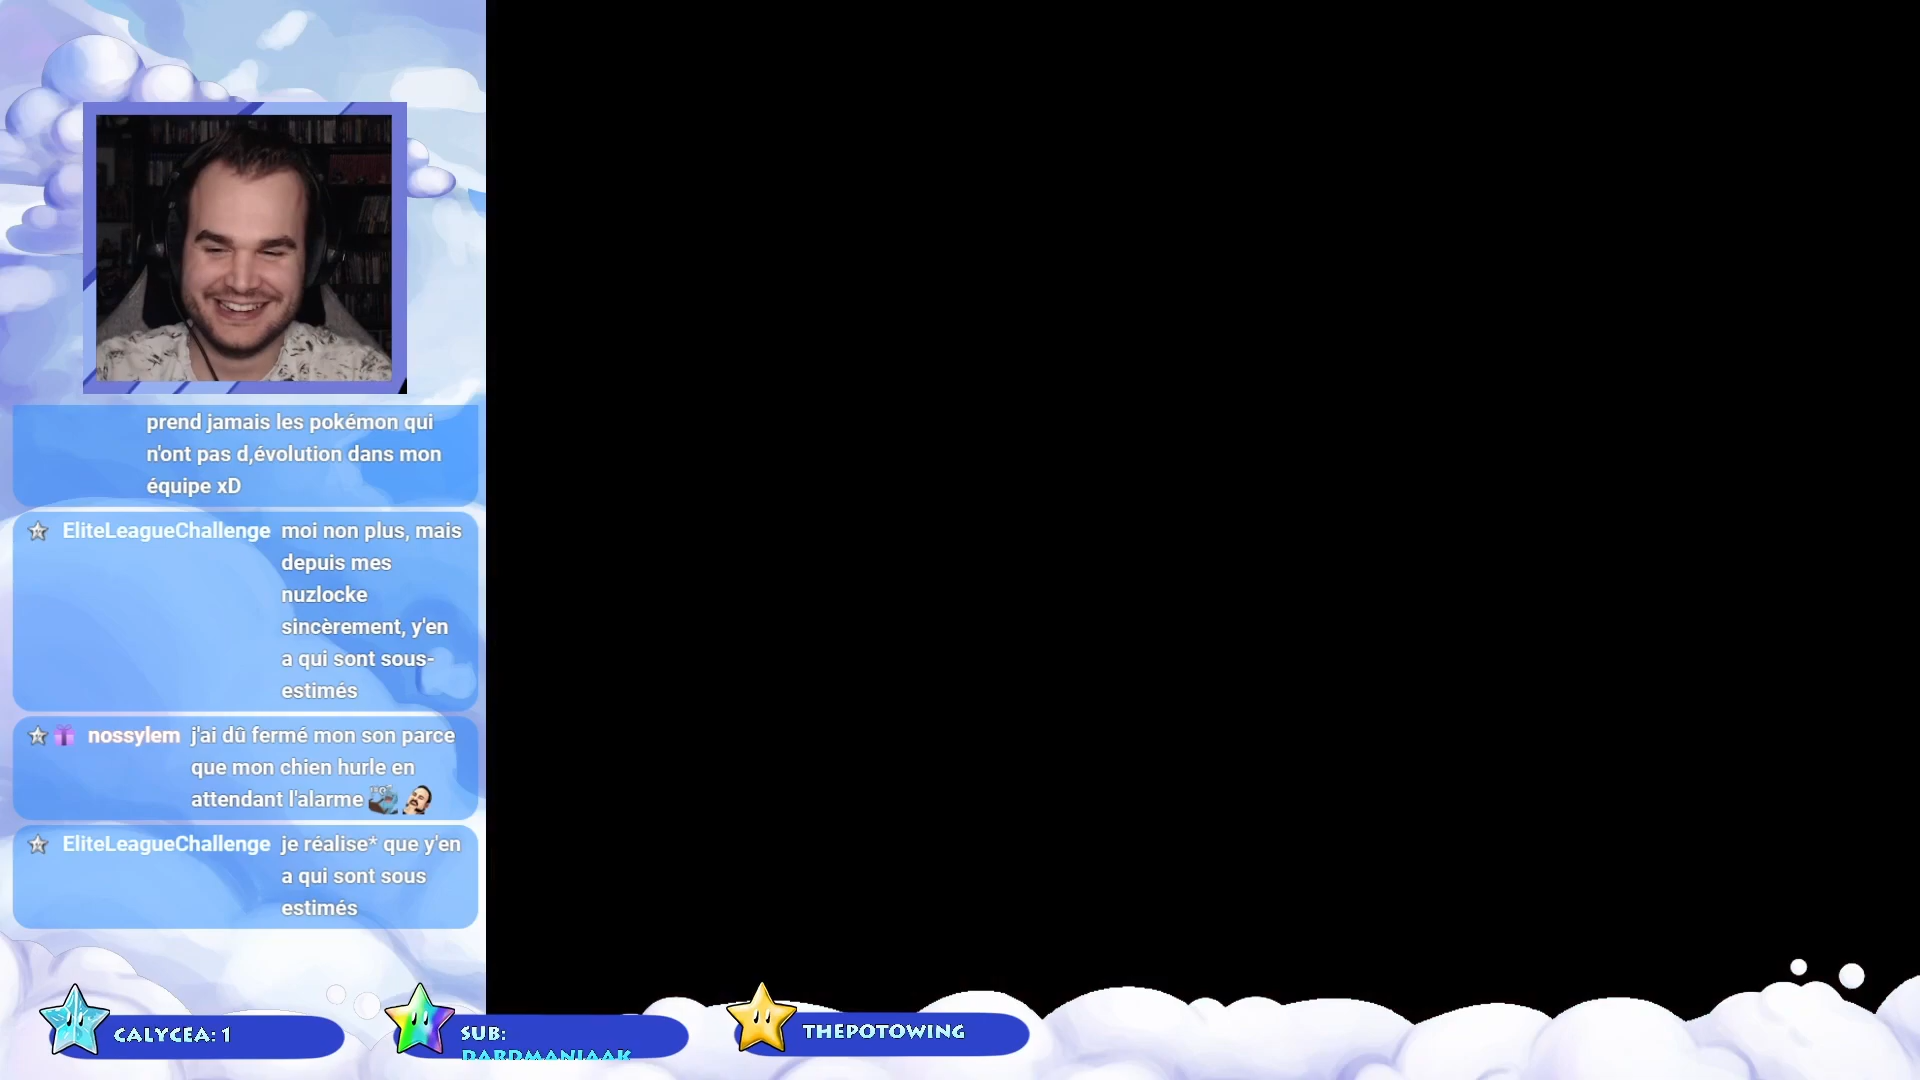 prend jamais les pokémon qui
n'ont pas d,évolution dans mon
équipe xD
EliteLeagueChallenge moi non plus, mais
depuis mes
nuzlocke
sincèrement, y'en
a qui sont sous-
estimés
nossylem j'ai dû fermé mon son parce
que mon chien hurle en
attendant l'alarme
EliteLeagueChallenge je réalise* que y'en
a qui sont sous
estimés
CALYCEA: 1
SUB:
DARDMANIAAK
THEPOTOWING